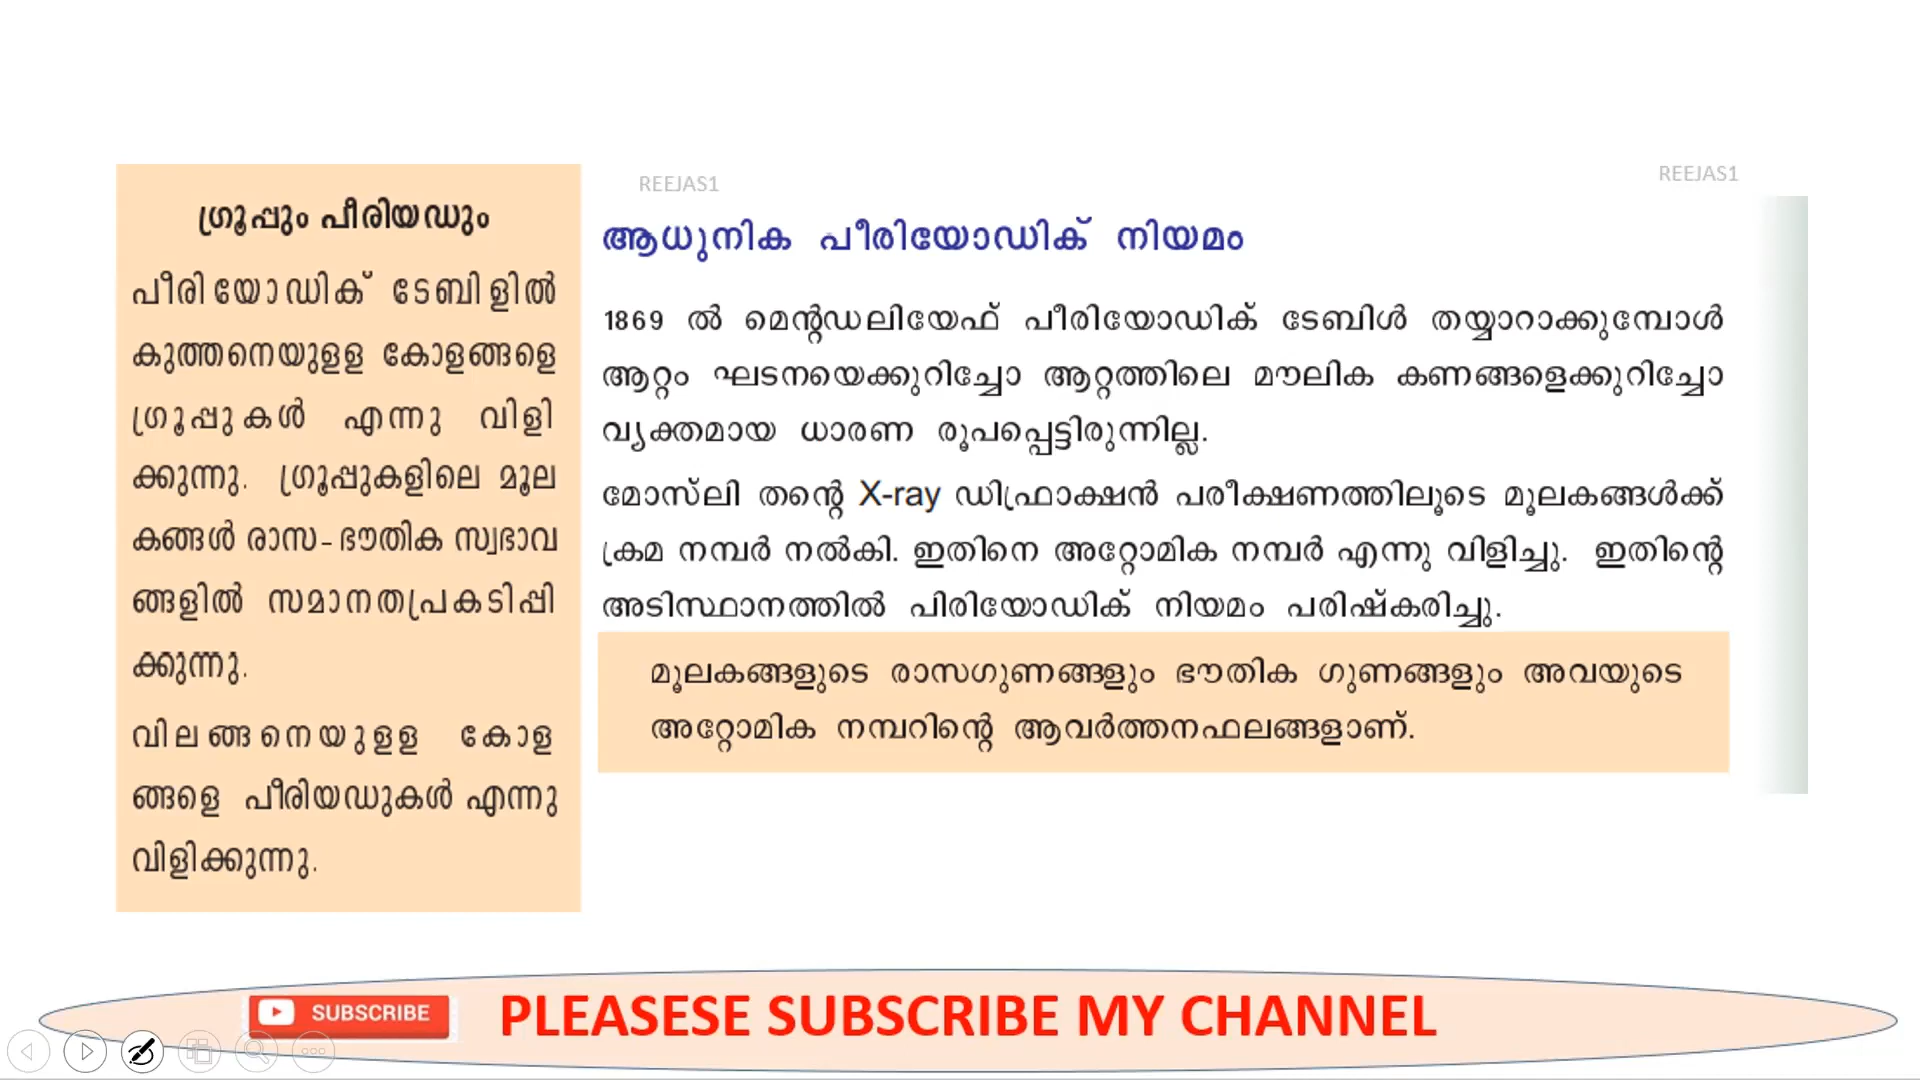 ഗ്രൂപ്പും പീരിയഡും
പീരിയോഡിക് ടേബിളിൽ
കുത്തനെയുളള കോളങ്ങളെ
ഗ്രൂപ്പുകൾ എന്നു വിളി
ക്കുന്നു. ഗ്രൂപ്പുകളിലെ മൂല
കങ്ങൾ രാസ-ഭൗതിക സ്വഭാവ
ങ്ങളിൽ സമാനതപ്രകടിപ്പി
ക്കുന്നു.
വിലങ്ങനെയുളള കോള
ങ്ങളെ പീരിയഡുകൾ എന്നു
വിളിക്കുന്നു.
REEJAS1
REEJAS1
ആധുനിക പീരിയോഡിക് നിയമം
1869 ൽ മെന്റഡലിയേഫ് പീരിയോഡിക് ടേബിൾ തയ്യാറാക്കുമ്പോൾ
ആറ്റം ഘടനയെക്കുറിച്ചോ ആറ്റത്തിലെ മൗലിക കണങ്ങളെക്കുറിച്ചോ
വ്യക്തമായ ധാരണ രൂപപ്പെട്ടിരുന്നില്ല.
മോസ്‌ലി തന്റെ X-ray ഡിഫ്രാക്ഷൻ പരീക്ഷണത്തിലൂടെ മൂലകങ്ങൾക്ക്
ക്രമ നമ്പർ നൽകി. ഇതിനെ അറ്റോമിക നമ്പർ എന്നു വിളിച്ചു. ഇതിന്റെ
അടിസ്ഥാനത്തിൽ പിരിയോഡിക് നിയമം പരിഷ്കരിച്ചു.
മൂലകങ്ങളുടെ രാസഗുണങ്ങളും ഭൗതിക ഗുണങ്ങളും അവയുടെ
അറ്റോമിക നമ്പറിന്റെ ആവർത്തനഫലങ്ങളാണ്.
SUBSCRIBE
PLEASESE SUBSCRIBE MY CHANNEL